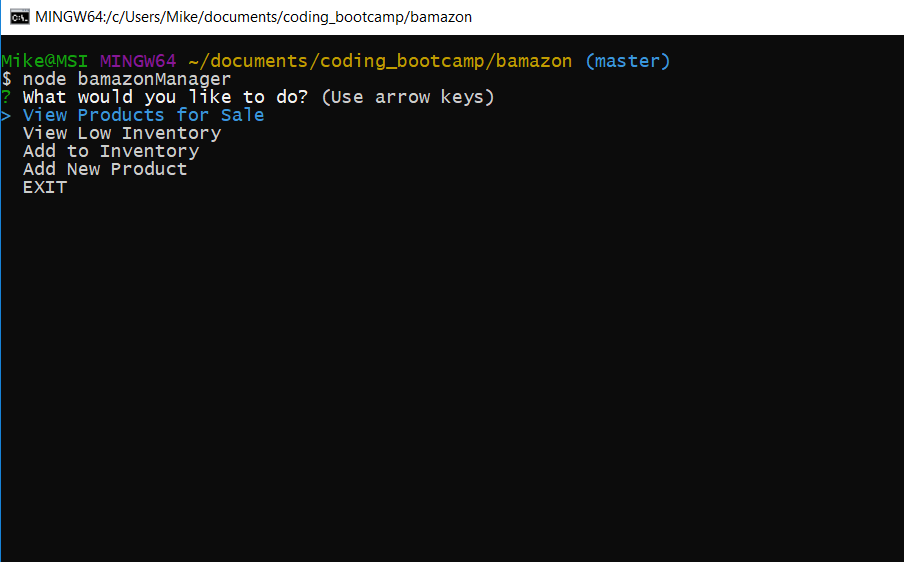 MINGW64:/c/Users/Mike/documents/coding_bootcamp/bamazon
Mike@MSI MINGW64 ~/documents/coding_bootcamp/bamazon (master)
$ node bamazonManager
? What would you like to do? (Use arrow keys)
> View Products for Sale
View Low Inventory
Add to Inventory
Add New Product
EXIT